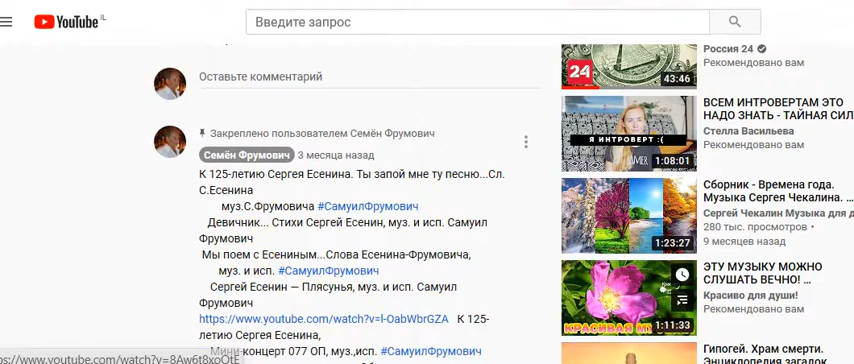 YouTube IL
Введите запрос
Оставьте комментарий
Закреплено пользователем Семён Фрумович
Семён Фрумович 3 месяца назад
К 125-летию Сергея Есенина. Ты запой мне ту песню...Сл.
С.Есенина
муз.С.Фрумовича #СамуилФрумович
Девичник... Стихи Сергей Есенин, муз. и исп. Самуил
Фрумович
Мы поем с Есениным...Слова Есенина-Фрумовича,
муз. и исп. #СамуилФрумович
Сергей Есенин — Плясунья, муз. и исп. Самуил
Фрумович
https://www.youtube.com/watch?v=l-OabWbrGZA К 125-
летию Сергея Есенина,
Мини-концерт 077 ОП, муз.,исп. #СамуилФрумович
ps://www.youtube.com/watch?v=8Aw6t8xoOtE
24
43:46
Россия 24
Рекомендовано вам
Я ИНТРОВЕРТ :(
1:08:01
ВСЕМ ИНТРОВЕРТАМ ЭТО
НАДО ЗНАТЬ - ТАЙНАЯ СИЛ
Стелла Васильева
Рекомендовано вам
1:23:27
Сборник - Времена года.
Музыка Сергея Чекалина. ...
Сергей Чекалин Музыка для д
280 тыс. просмотров •
9 месяцев назад
КРАСИВАЯ МУ
1:11:33
ЭТУ МУЗЫКУ МОЖНО
СЛУШАТЬ ВЕЧНО! ...
Красиво для души!
Рекомендовано вам
Гипогей. Храм смерти.
Энциклопедия загадок